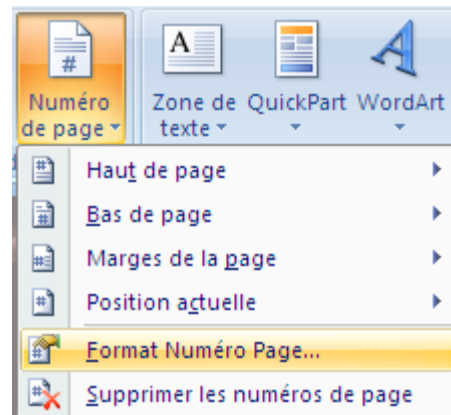 Numéro
de page
Zone de
texte
QuickPart
WordArt
Haut de page
Bas de page
Marges de la page
Position actuelle
Format Numéro Page...
Supprimer les numéros de page